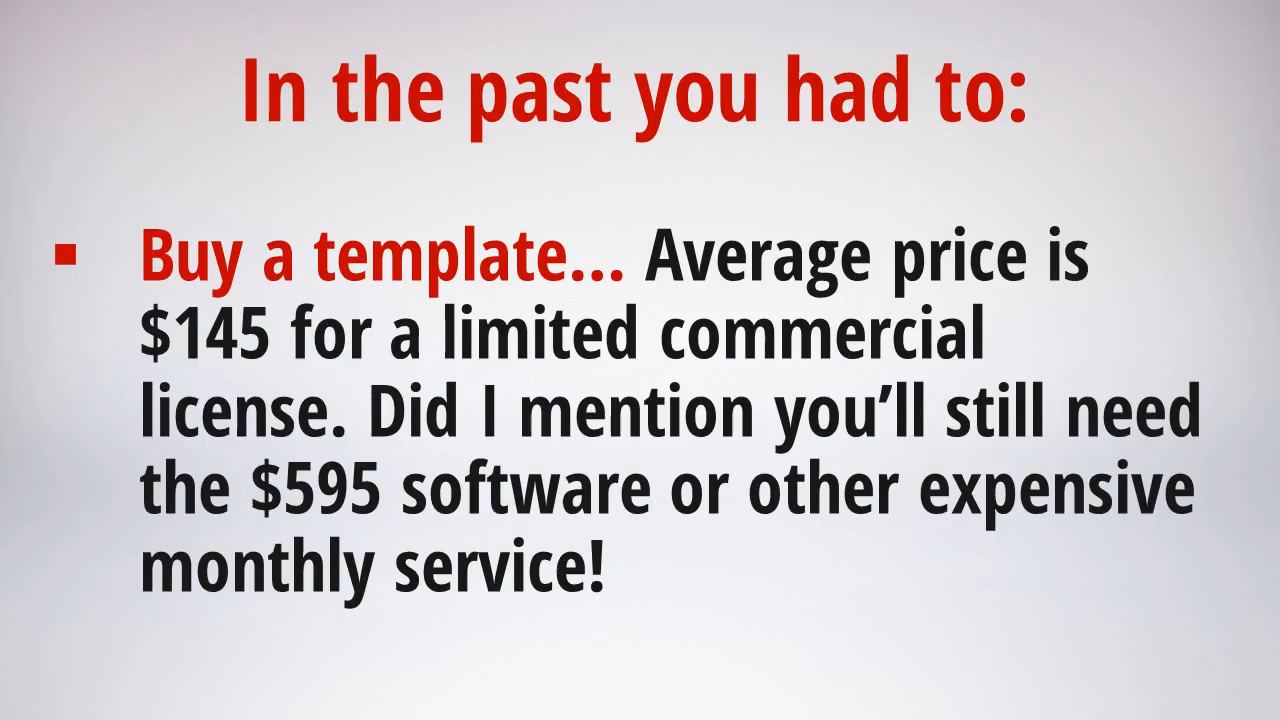 In the past you had to:
▪ Buy a template... Average price is
$145 for a limited commercial
license. Did I mention you’ll still need
the $595 software or other expensive
monthly service!